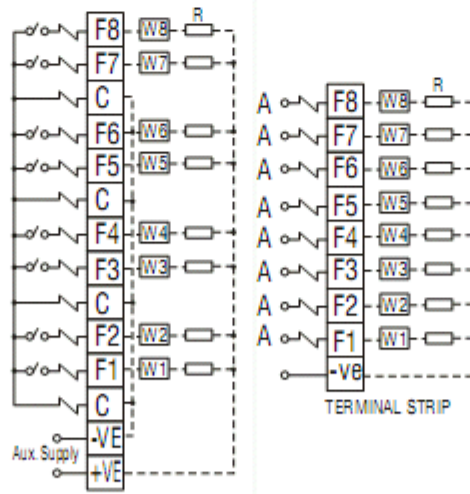 R
F8 W8
F7 W7
C
F6 W6
F5 W5
C
F4 W4
F3 W3
C
F2 W2
F1 W1
C
-VE
Aux. Supply
+VE
R
A F8 W8
A F7 W7
A F6 W6
A F5 W5
A F4 W4
A F3 W3
A F2 W2
A F1 W1
-ve
TERMINAL STRIP